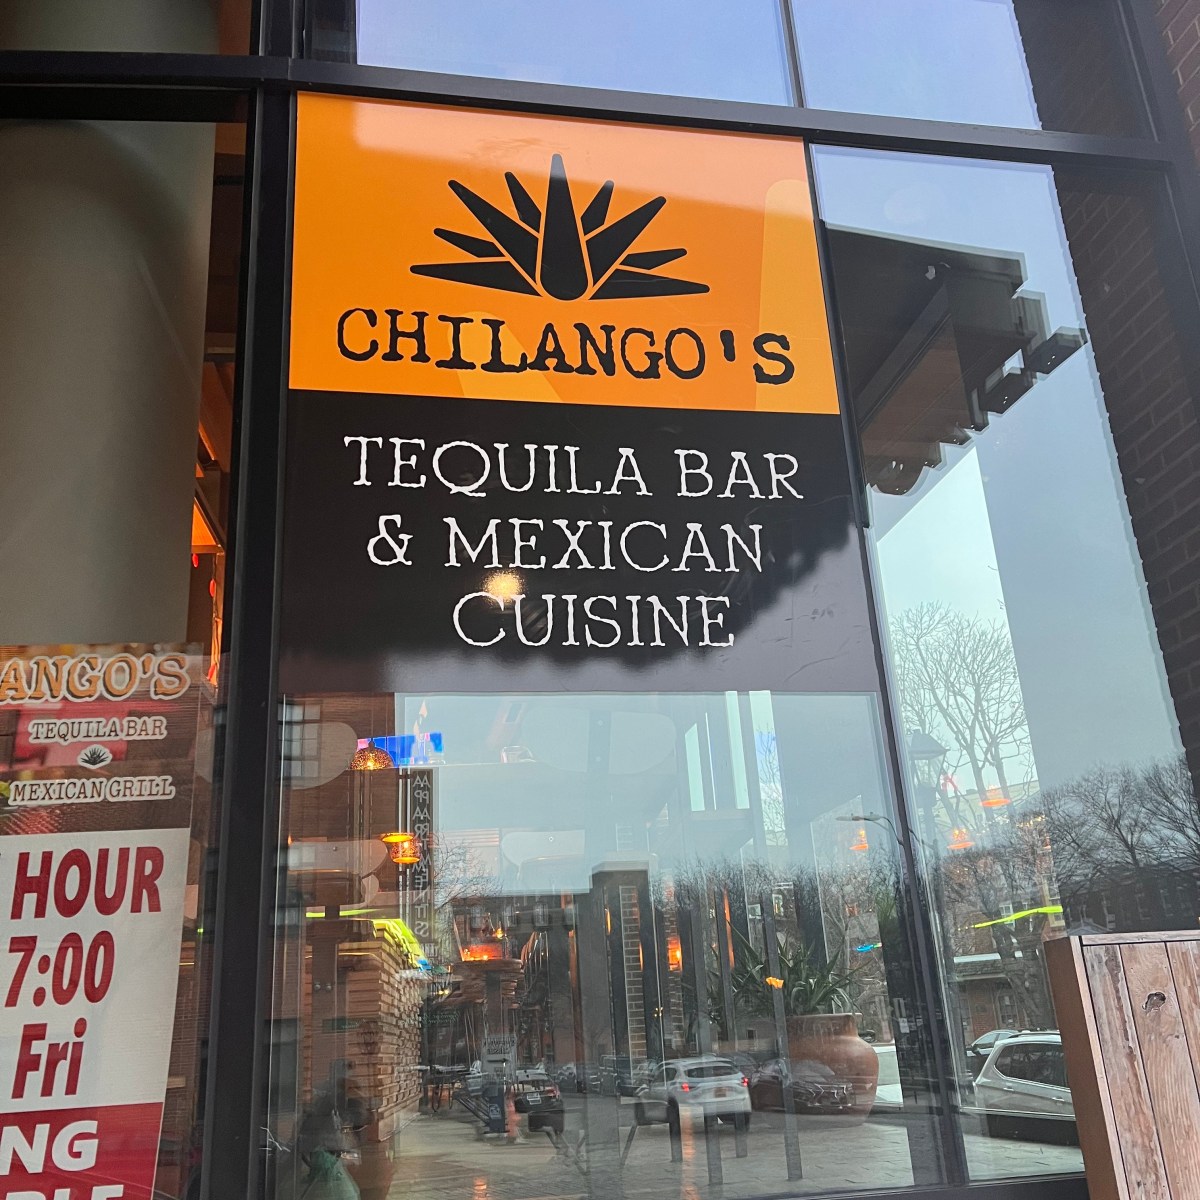 CHILANGO'S
TEQUILA BAR
& MEXICAN
CUISINE
ANGO'S
TEQUILA BAR
MEXICAN GRILL
HOUR
7:00
Fri
NG